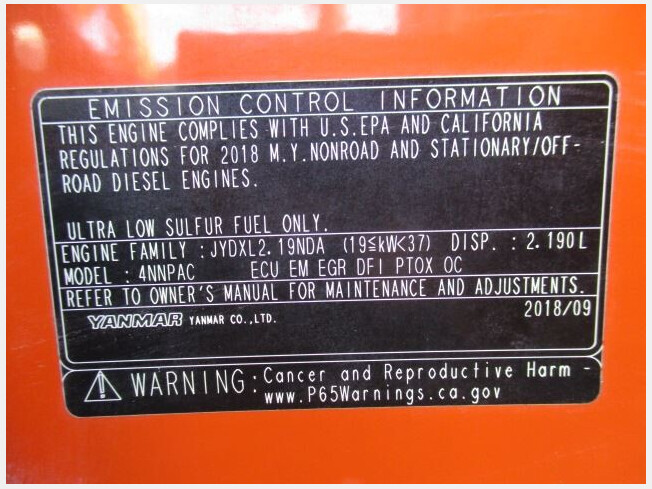 EMISSION CONTROL INFORMATION
THIS ENGINE COMPLIES WITH U.S.EPA AND CALIFORNIA
REGULATIONS FOR 2018 M.Y.NONROAD AND STATIONARY/OFF-
ROAD DIESEL ENGINES.
ULTRA LOW SULFUR FUEL ONLY.
ENGINE FAMILY : JYDXL2.19NDA (19≦kW<37) DISP. : 2.190L
MODEL : 4NNPAC ECU EM EGR DFI PTOX OC
REFER TO OWNER'S MANUAL FOR MAINTENANCE AND ADJUSTMENTS.
2018/09
YANMAR YANMAR CO.,LTD.
WARNING: Cancer and Reproductive Harm -
www.P65Warnings.ca.gov